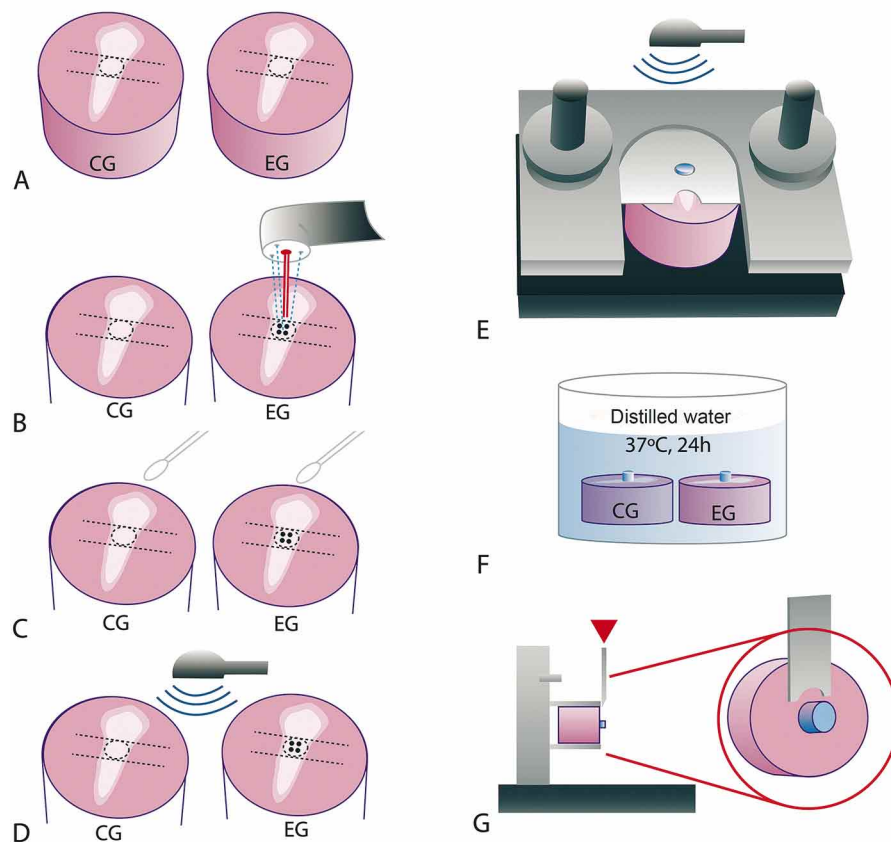 CG EG
A
B
CG EG
C
CG EG
D
CG EG
E
Distilled water
37ºC, 24h
CG EG
F
G